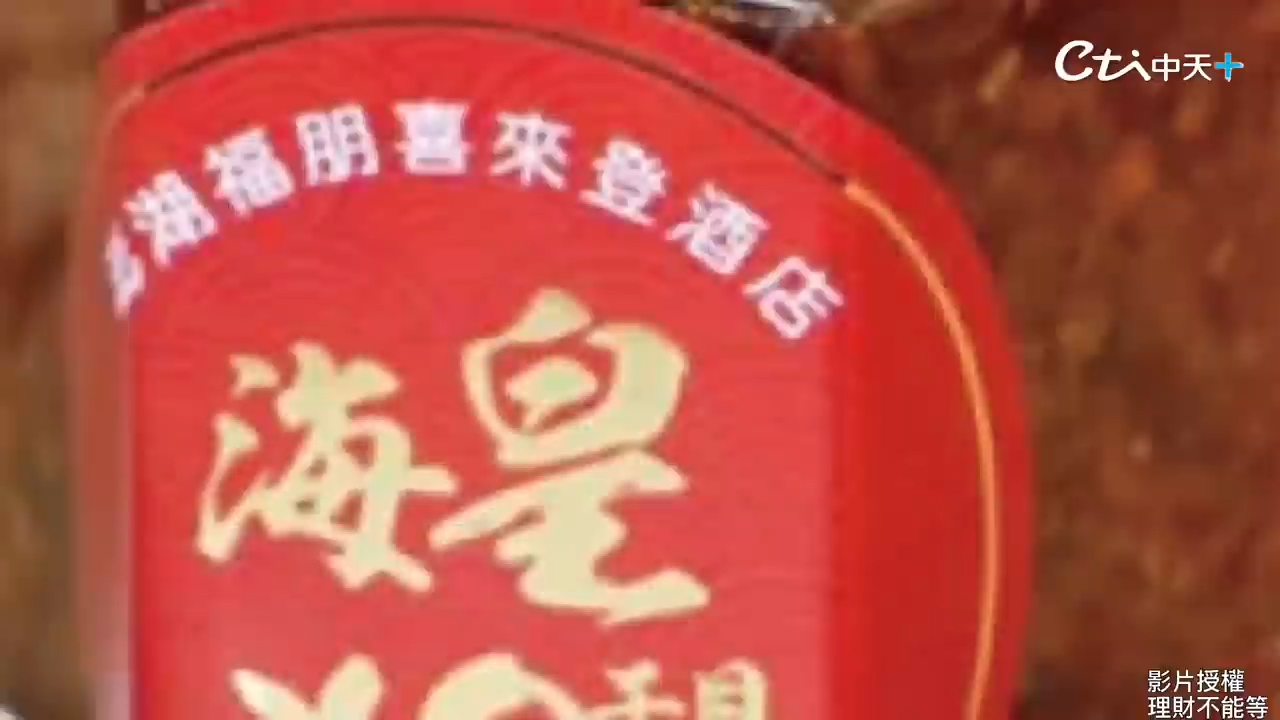 Cti中天+
湖福朋喜來登酒店
海皇
影片授權
理財不能等